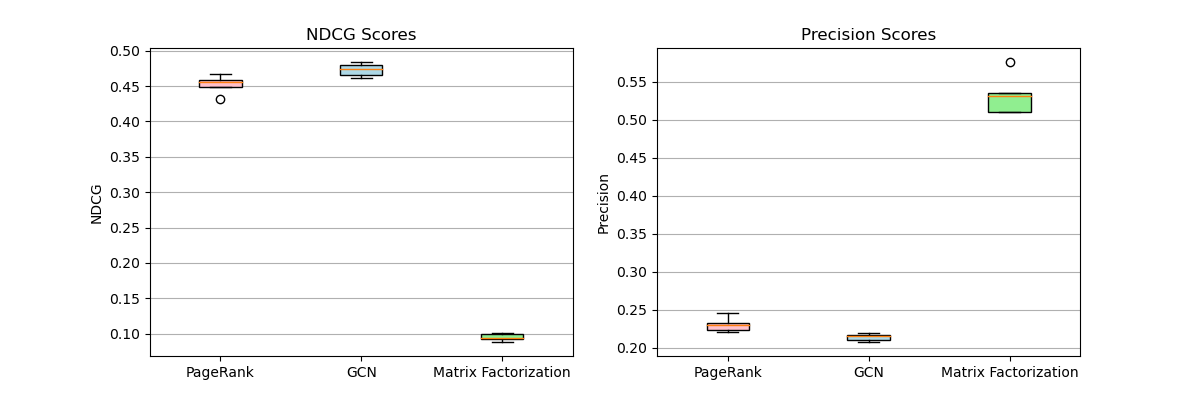 NDCG Scores
NDCG
0.50
0.45
0.40
0.35
0.30
0.25
0.20
0.15
0.10
PageRank GCN Matrix Factorization
Precision Scores
Precision
0.55
0.50
0.45
0.40
0.35
0.30
0.25
0.20
PageRank GCN Matrix Factorization